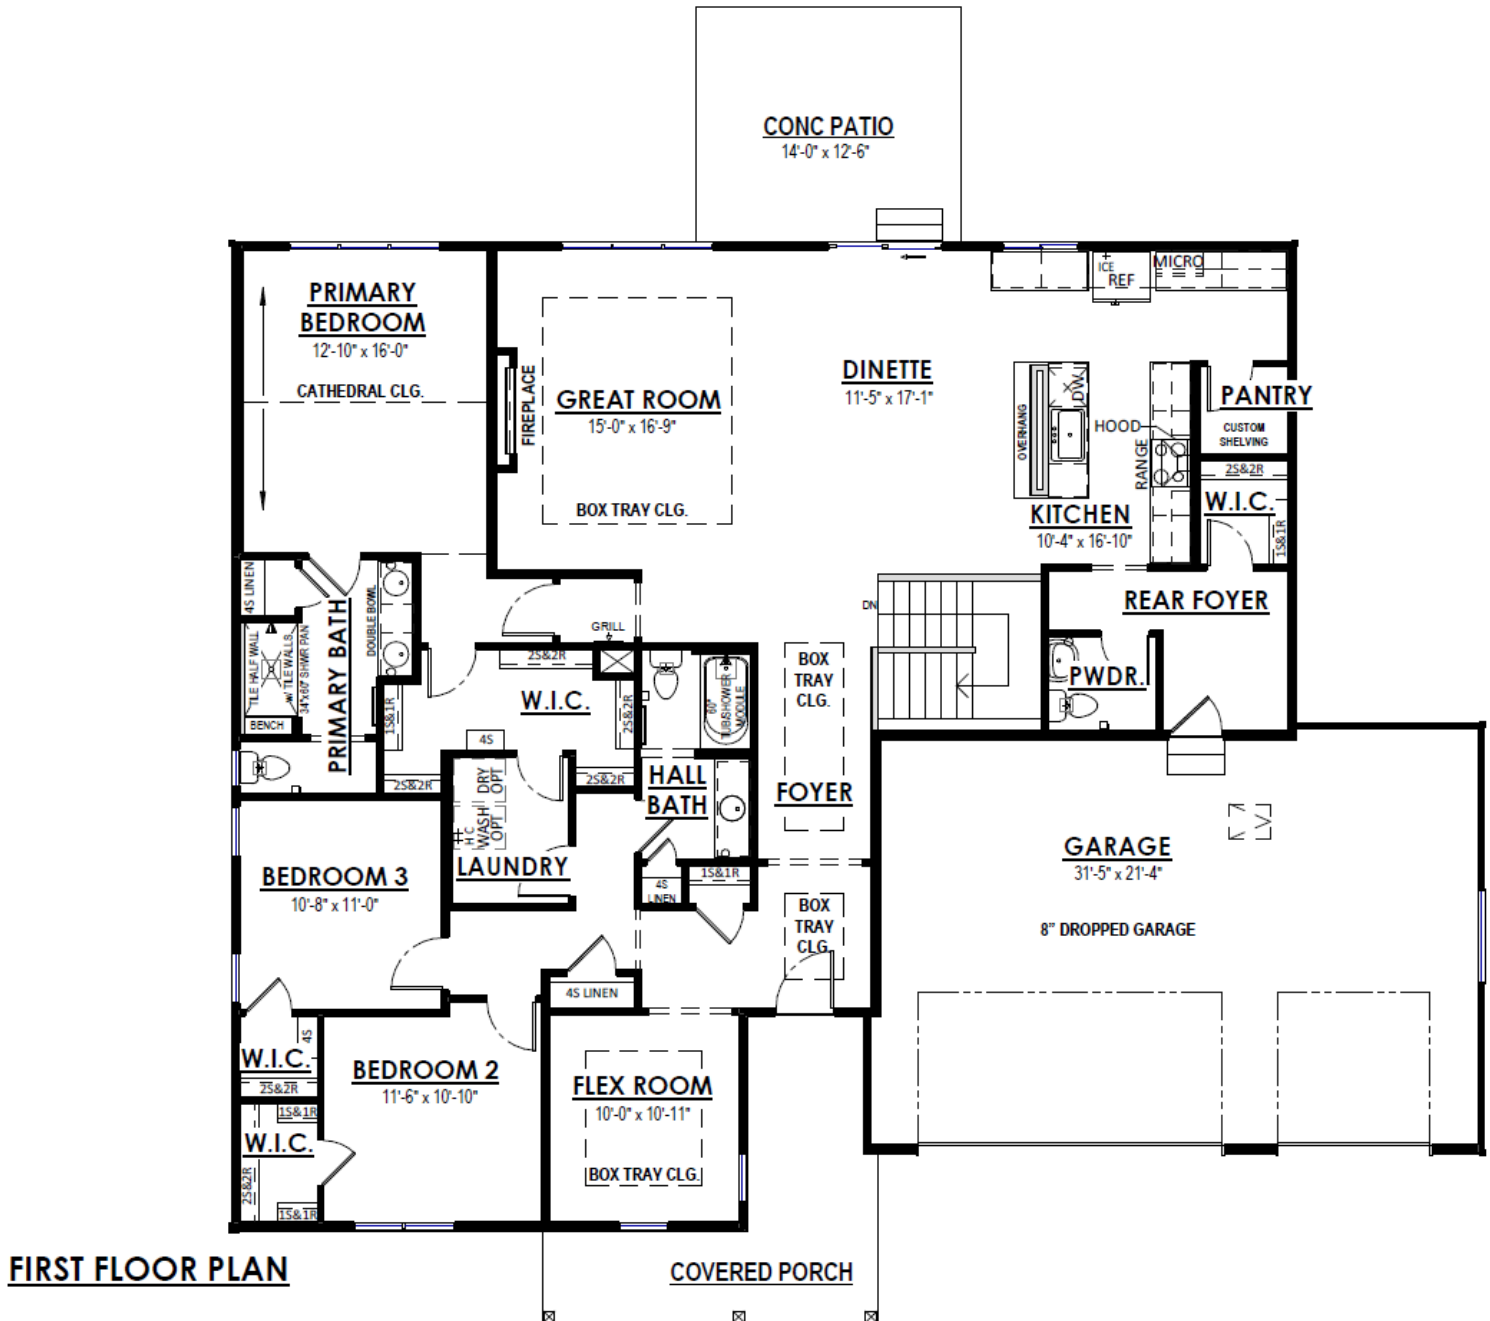 CONC PATIO
14'-0" x 12'-6"
PRIMARY
BEDROOM
12'-10" x 16'-0"
CATHEDRAL CLG.
FIREPLACE
GREAT ROOM
15'-0" x 16'-9"
BOX TRAY CLG.
DINETTE
11'-5" x 17'-1"
ICE
REF
MICRO
OVERHANG
DW
HOOD
RANGE
KITCHEN
10'-4" x 16'-10"
PANTRY
CUSTOM
SHELVING
2S&2R
W.I.C.
1S&1R
REAR FOYER
PWDR.
DN
4S LINEN
TILE HALF WALL
W/ TILE WALLS
34"x60" SHWR PAN
BENCH
PRIMARY BATH
DOUBLE BOWL
GRILL
2S&2R
W.I.C.
1S&1R
2S&2R
4S
2S&2R
2S&2R
60"
TUB/SHOWER
MODULE
HALL
BATH
BOX
TRAY
CLG.
FOYER
DRY
OPT
WASH
OPT
H C
LAUNDRY
BEDROOM 3
10'-8" x 11'-0"
4S
LINEN
1S&1R
BOX
TRAY
CLG.
GARAGE
31'-5" x 21'-4"
8" DROPPED GARAGE
4S LINEN
4S
W.I.C.
2S&2R
1S&1R
W.I.C.
2S&2R
1S&1R
BEDROOM 2
11'-6" x 10'-10"
FLEX ROOM
10'-0" x 10'-11"
BOX TRAY CLG.
FIRST FLOOR PLAN
COVERED PORCH